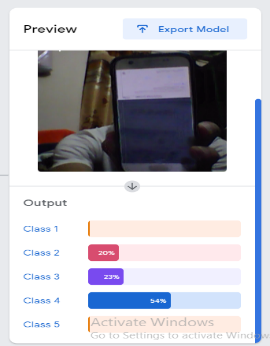 Preview
Export Model
Output
Class 1
Class 2
20%
Class 3
23%
Class 4
54%
Class 5
Activate Windows
Go to Settings to activate Windows